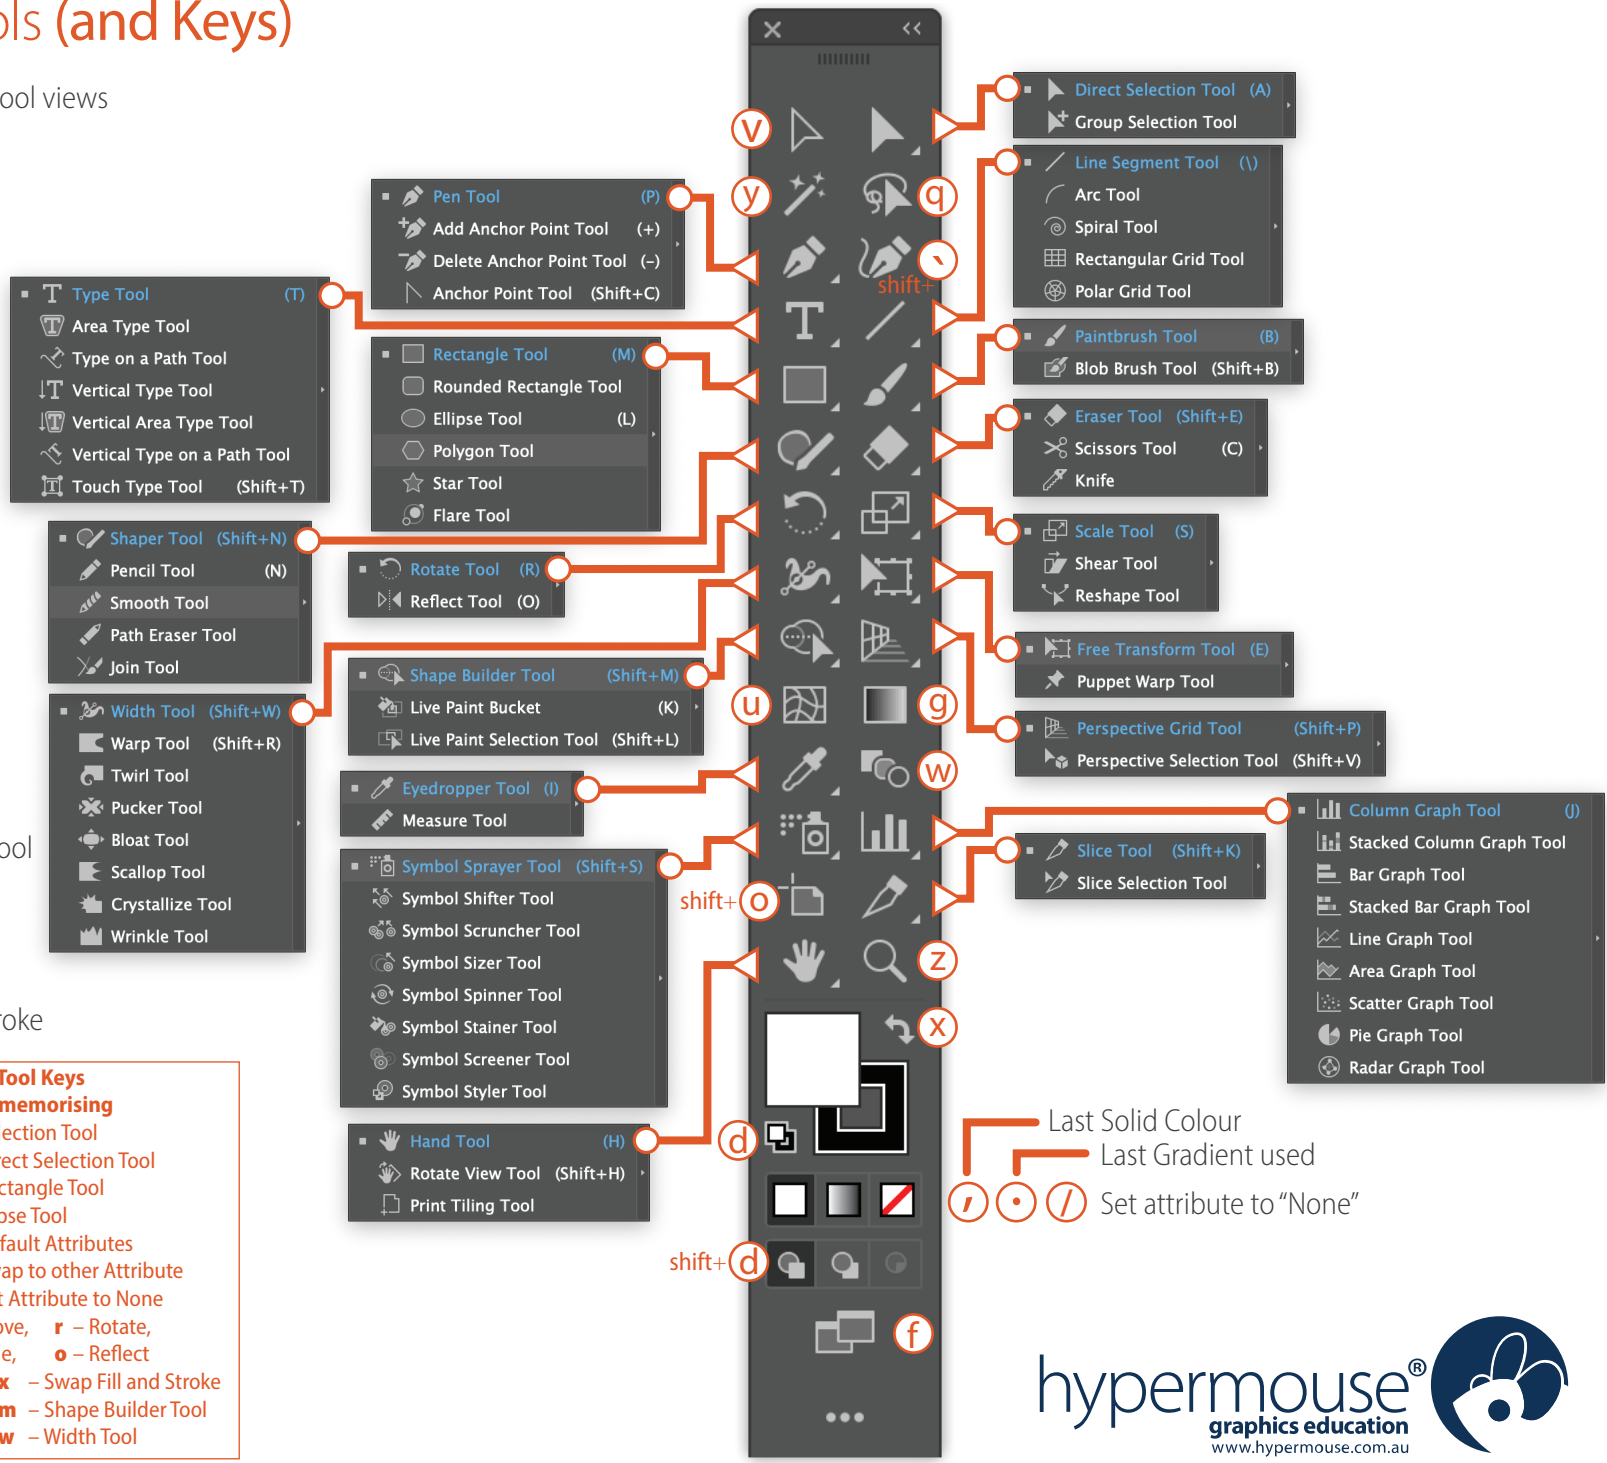 ols (and Keys)
ool views
Pen Tool (P)
Add Anchor Point Tool (+)
Delete Anchor Point Tool (-)
Anchor Point Tool (Shift+C)
Type Tool (T)
Area Type Tool
Type on a Path Tool
Vertical Type Tool
Vertical Area Type Tool
Vertical Type on a Path Tool
Touch Type Tool (Shift+T)
Rectangle Tool (M)
Rounded Rectangle Tool
Ellipse Tool (L)
Polygon Tool
Star Tool
Flare Tool
Shaper Tool (Shift+N)
Pencil Tool (N)
Smooth Tool
Path Eraser Tool
Join Tool
Rotate Tool (R)
Reflect Tool (O)
Width Tool (Shift+W)
Warp Tool (Shift+R)
Twirl Tool
Pucker Tool
Bloat Tool
Scallop Tool
Crystallize Tool
Wrinkle Tool
Shape Builder Tool (Shift+M)
Live Paint Bucket (K)
Live Paint Selection Tool (Shift+L)
Eyedropper Tool (I)
Measure Tool
ool
Symbol Sprayer Tool (Shift+S)
Symbol Shifter Tool
Symbol Scruncher Tool
Symbol Sizer Tool
Symbol Spinner Tool
Symbol Stainer Tool
Symbol Screener Tool
Symbol Styler Tool
roke
Hand Tool (H)
Rotate View Tool (Shift+H)
Print Tiling Tool
Tool Keys
memorising
lection Tool
rect Selection Tool
ctangle Tool
pse Tool
fault Attributes
vap to other Attribute
t Attribute to None
ove, r – Rotate,
e, o – Reflect
x – Swap Fill and Stroke
m – Shape Builder Tool
w – Width Tool
v
y q
shift+ `
T
u g
w
shift+ o
z
x
d
shift+ d
f
Direct Selection Tool (A)
Group Selection Tool
Line Segment Tool (\)
Arc Tool
Spiral Tool
Rectangular Grid Tool
Polar Grid Tool
Paintbrush Tool (B)
Blob Brush Tool (Shift+B)
Eraser Tool (Shift+E)
Scissors Tool (C)
Knife
Scale Tool (S)
Shear Tool
Reshape Tool
Free Transform Tool (E)
Puppet Warp Tool
Perspective Grid Tool (Shift+P)
Perspective Selection Tool (Shift+V)
Column Graph Tool (J)
Stacked Column Graph Tool
Bar Graph Tool
Stacked Bar Graph Tool
Line Graph Tool
Area Graph Tool
Scatter Graph Tool
Pie Graph Tool
Radar Graph Tool
Slice Tool (Shift+K)
Slice Selection Tool
Last Solid Colour
Last Gradient used
, . / Set attribute to “None”
hypermouse®
graphics education
www.hypermouse.com.au